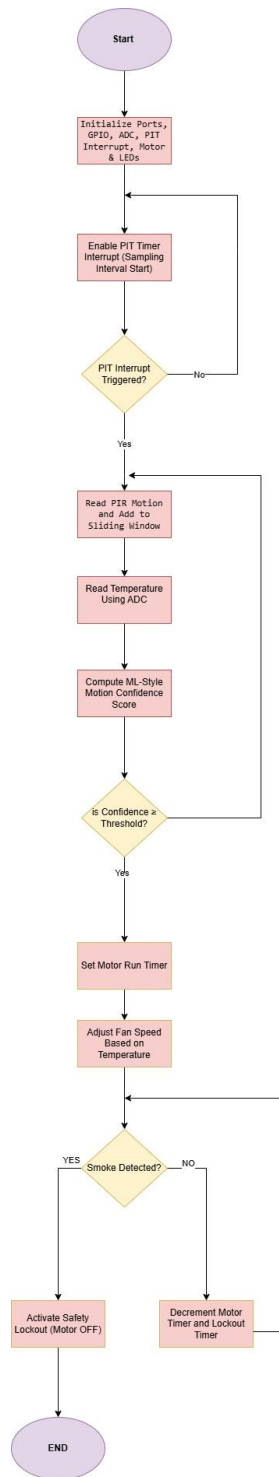 Start
Initialize Ports,
GPIO, ADC, PIT
Interrupt, Motor
& LEDs
Enable PIT Timer
Interrupt (Sampling
Interval Start)
PIT Interrupt
Triggered?
No
Yes
Read PIR Motion
and Add to
Sliding Window
Read Temperature
Using ADC
Compute ML-Style
Motion Confidence
Score
is Confidence ≥
Threshold?
Yes
Set Motor Run Timer
Adjust Fan Speed
Based on
Temperature
YES
Smoke Detected?
NO
Activate Safety
Lockout (Motor OFF)
Decrement Motor
Timer and Lockout
Timer
END